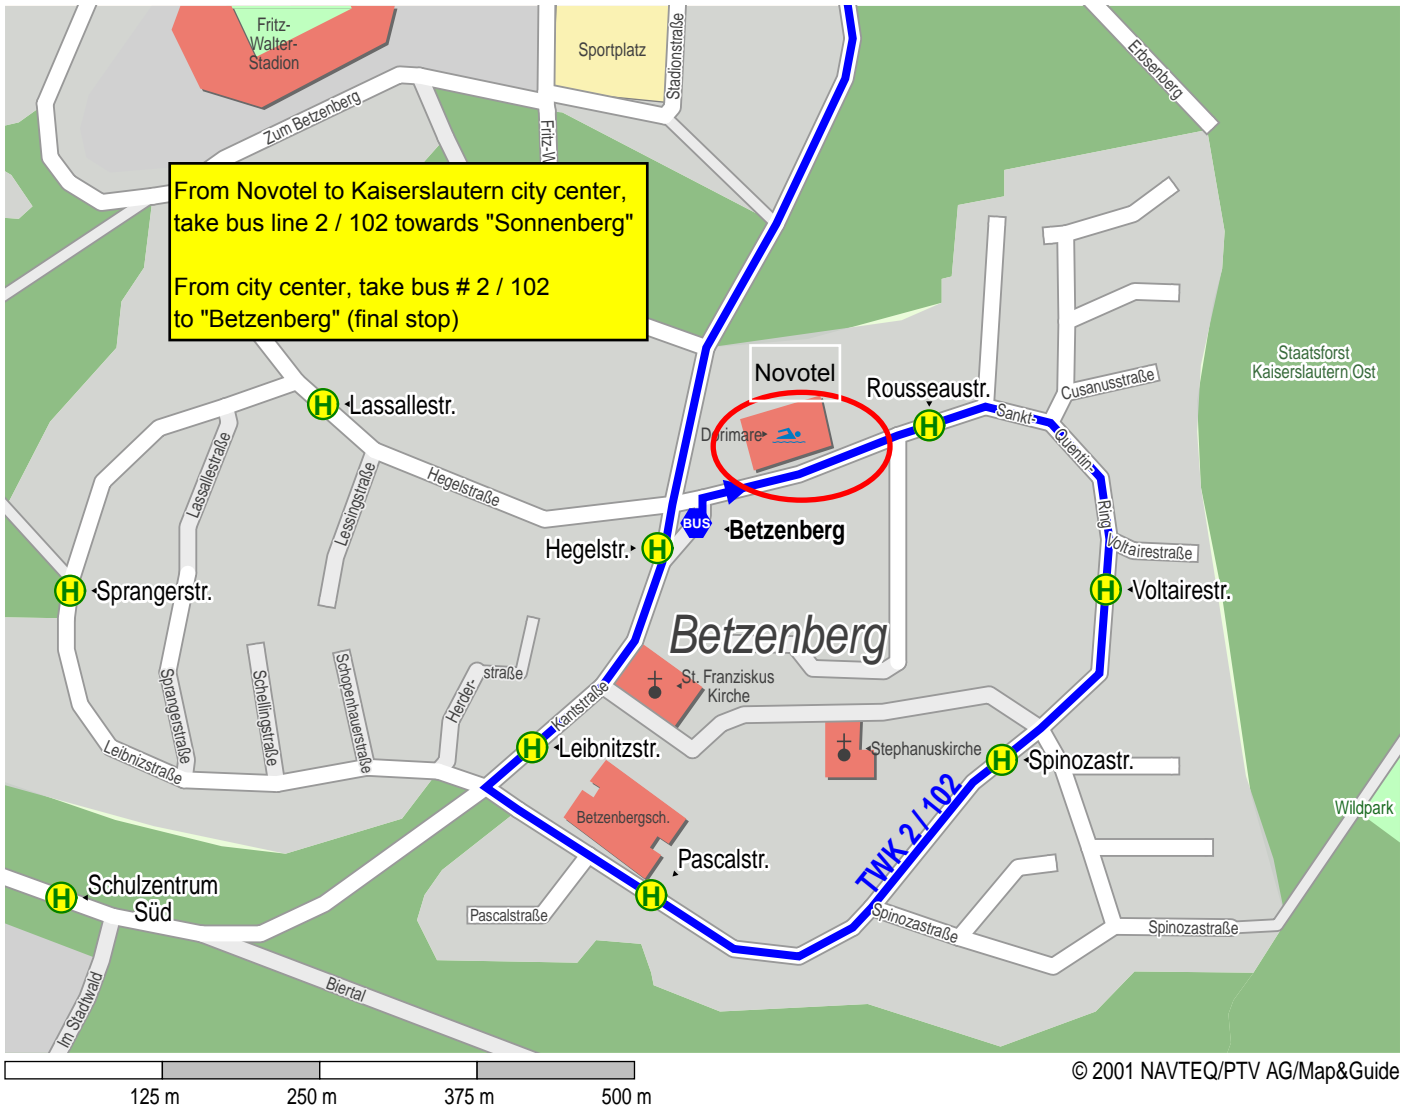 Fritz-
Walter-
Stadion
Sportplatz
Stadionstraße
Erbsenberg
Zum Betzenberg
Fritz-W
From Novotel to Kaiserslautern city center,
take bus line 2 / 102 towards "Sonnenberg"
From city center, take bus # 2 / 102
to "Betzenberg" (final stop)
Staatsforst
Kaiserslautern Ost
Novotel
Rousseaustr.
Cusanusstraße
H
Lassallestr.
H
Dorimare
Sankt-
Quentin-
Ring
Lassallestraße
Lessingstraße
Hegelstraße
BUS
Betzenberg
Hegelstr.
H
Voltairestraße
H
Sprangerstr.
H
Voltairestr.
Betzenberg
St. Franziskus
Kirche
Sprangerstraße
Schellingstraße
Schopenhauerstraße
Herder-
straße
Kantstraße
Leibnizstraße
H
Leibnitzstr.
Stephanuskirche
H
Spinozastr.
TWK 2 / 102
Wildpark
Betzenbergsch.
Pascalstr.
H
H
Schulzentrum
Süd
Pascalstraße
Spinozastraße
Spinozastraße
Im Stadtwald
Biertal
125 m
250 m
375 m
500 m
© 2001 NAVTEQ/PTV AG/Map&Guide